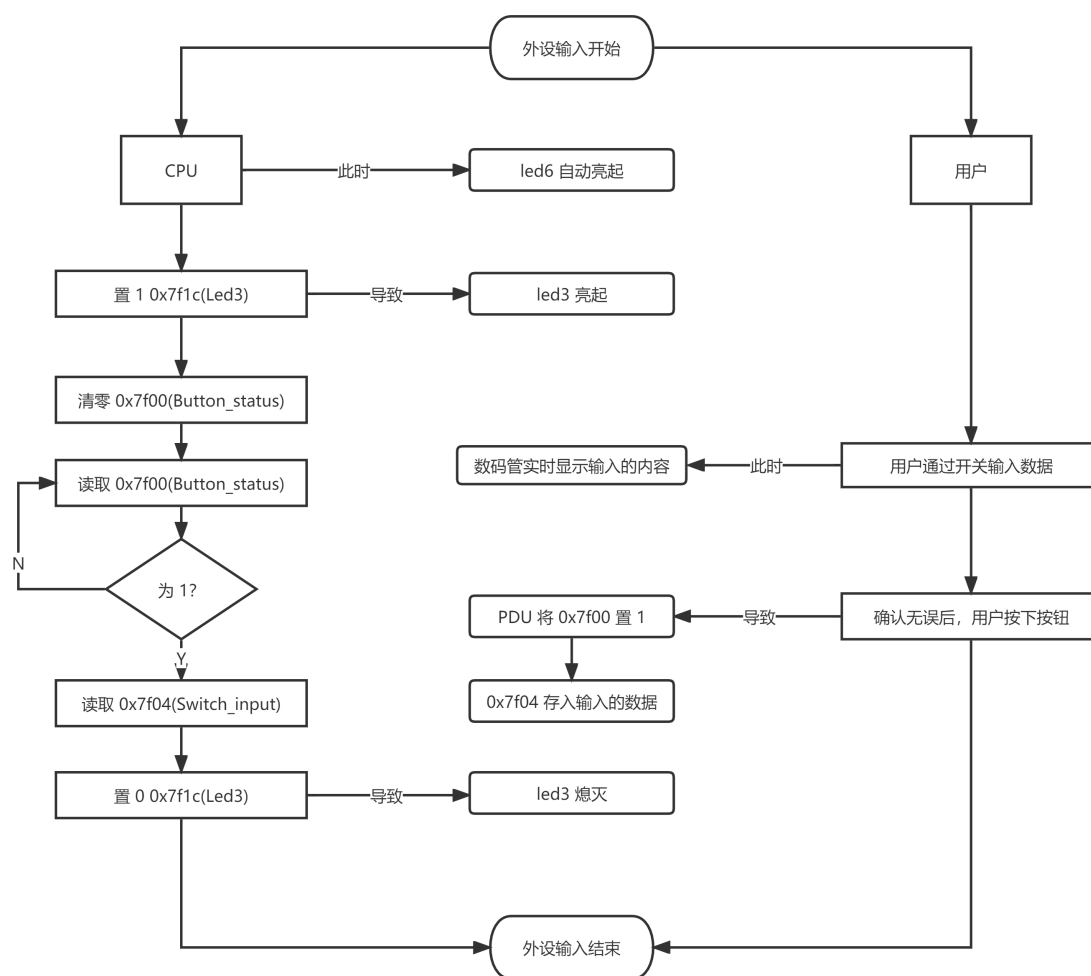 外设输入开始
CPU
此时
led6 自动亮起
用户
置 1 0x7f1c(Led3)
导致
led3 亮起
清零 0x7f00(Button_status)
读取 0x7f00(Button_status)
数码管实时显示输入的内容
此时
用户通过开关输入数据
N
为 1?
PDU 将 0x7f00 置 1
导致
确认无误后，用户按下按钮
Y
读取 0x7f04(Switch_input)
0x7f04 存入输入的数据
置 0 0x7f1c(Led3)
导致
led3 熄灭
外设输入结束